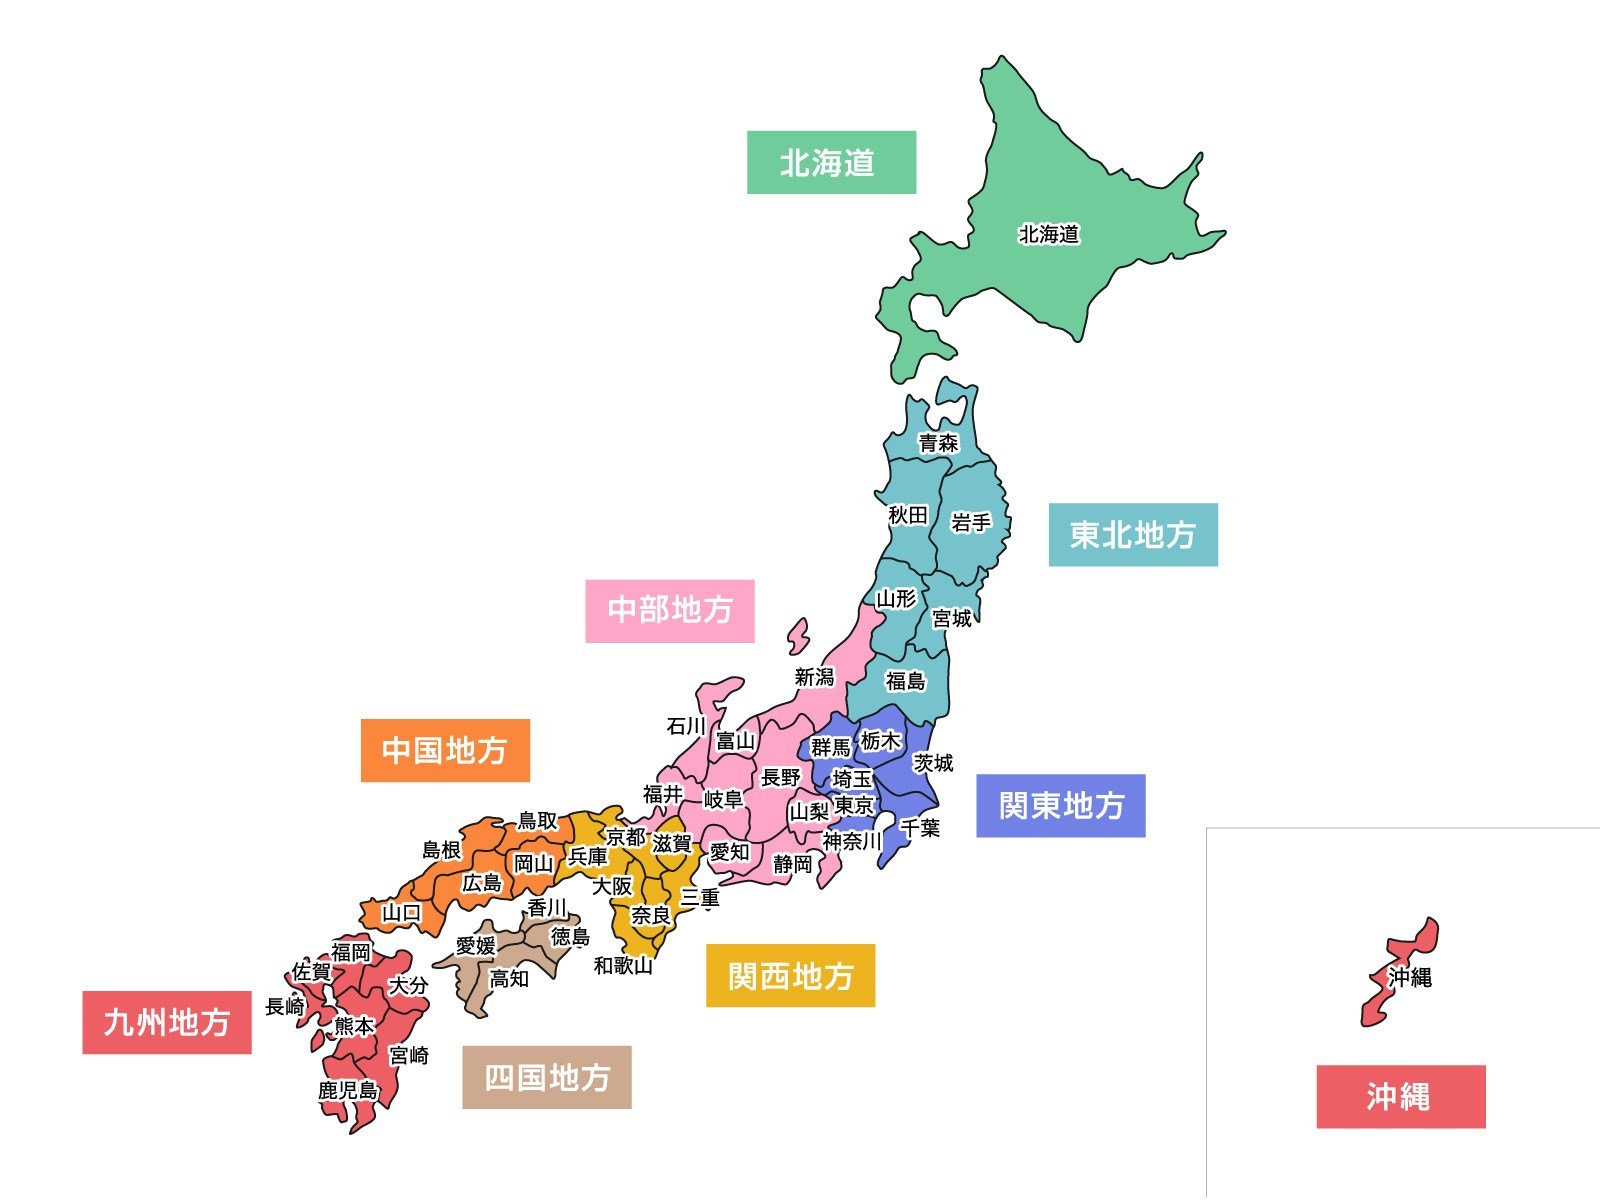 北海道
北海道
青森
秋田
岩手
東北地方
山形
宮城
中部地方
新潟
福島
石川
富山
群馬
栃木
茨城
中国地方
長野
埼玉
福井
岐阜
山梨
東京
関東地方
千葉
神奈川
鳥取
京都
滋賀
愛知
静岡
島根
兵庫
岡山
広島
大阪
三重
山口
香川
奈良
徳島
愛媛
和歌山
高知
関西地方
福岡
佐賀
大分
長崎
熊本
九州地方
宮崎
鹿児島
四国地方
沖縄
沖縄